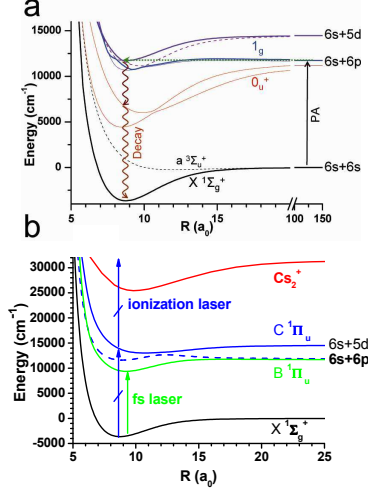 a
15000
10000
5000
0
Energy (cm⁻¹)
1g
0u⁺
a ³Σu⁺
X ¹Σg⁺
Decay
PA
6s+5d
6s+6p
6s+6s
5
10
15
20
100
150
R (a₀)
b
30000
25000
20000
15000
10000
5000
0
-5000
Energy (cm⁻¹)
Cs₂⁺
ionization laser
C ¹Πu
6s+5d
6s+6p
B ¹Πu
fs laser
X ¹Σg⁺
5
10
15
20
25
R (a₀)